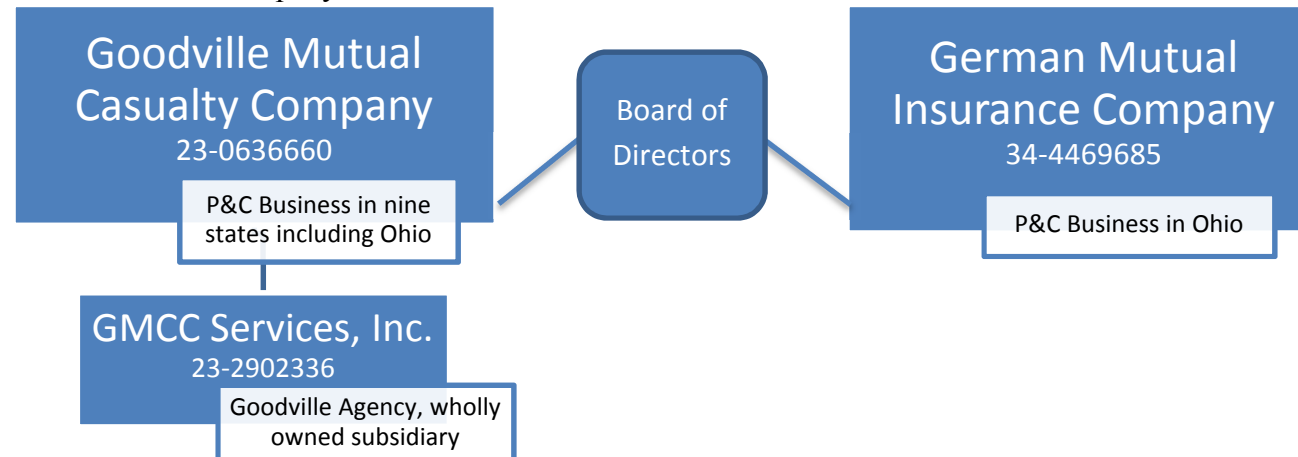 Goodville Mutual
Casualty Company
23-0636660
P&C Business in nine
states including Ohio
Board of
Directors
German Mutual
Insurance Company
34-4469685
P&C Business in Ohio
GMCC Services, Inc.
23-2902336
Goodville Agency, wholly
owned subsidiary